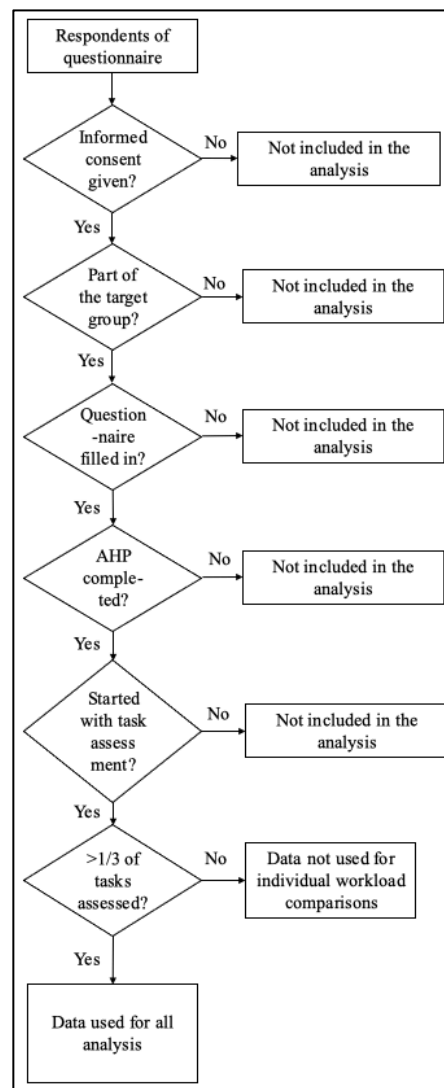 Respondents of
questionnaire
Informed
consent
given?
No
Not included in the
analysis
Yes
Part of
the target
group?
No
Not included in the
analysis
Yes
Question
-naire
filled in?
No
Not included in the
analysis
Yes
AHP
comple-
ted?
No
Not included in the
analysis
Yes
Started
with task
assess
ment?
No
Not included in the
analysis
Yes
>1/3 of
tasks
assessed?
No
Data not used for
individual workload
comparisons
Yes
Data used for all
analysis